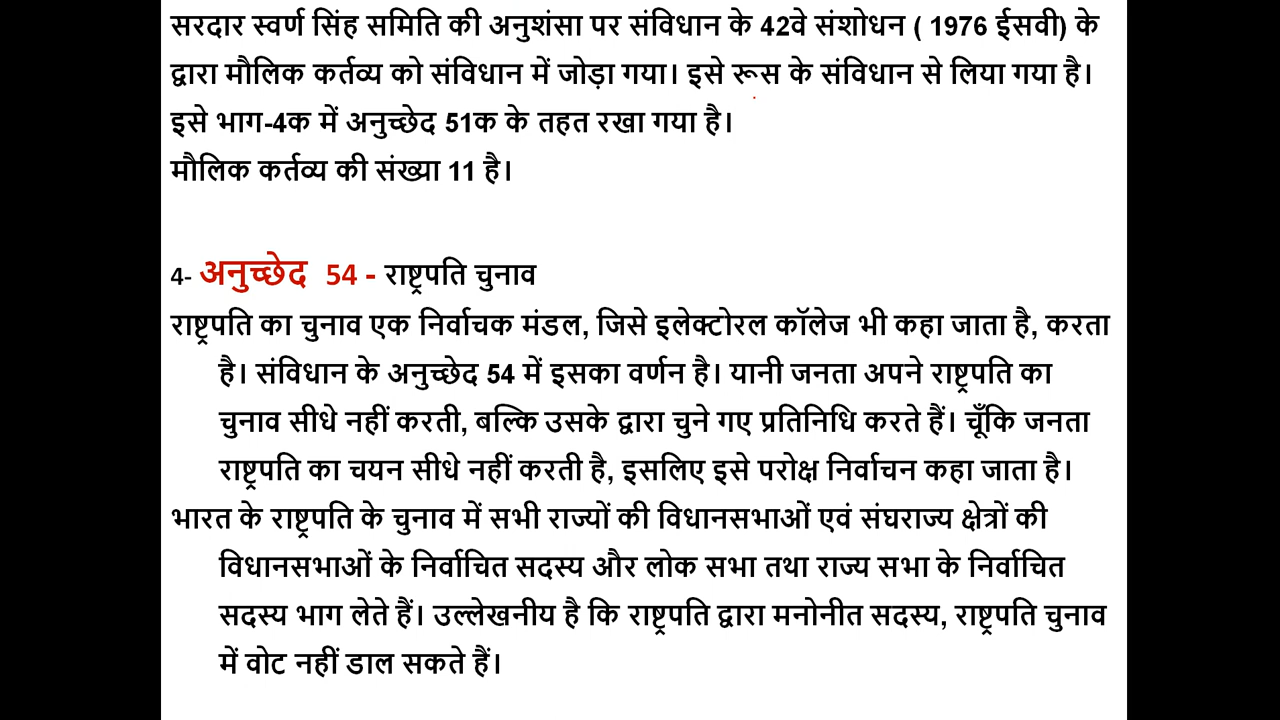 सरदार स्वर्ण सिंह समिति की अनुशंसा पर संविधान के 42वे संशोधन ( 1976 ईसवी) के
द्वारा मौलिक कर्तव्य को संविधान में जोड़ा गया। इसे रूस के संविधान से लिया गया है।
इसे भाग-4क में अनुच्छेद 51क के तहत रखा गया है।
मौलिक कर्तव्य की संख्या 11 है।
4- अनुच्छेद 54 - राष्ट्रपति चुनाव
राष्ट्रपति का चुनाव एक निर्वाचक मंडल, जिसे इलेक्टोरल कॉलेज भी कहा जाता है, करता
है। संविधान के अनुच्छेद 54 में इसका वर्णन है। यानी जनता अपने राष्ट्रपति का
चुनाव सीधे नहीं करती, बल्कि उसके द्वारा चुने गए प्रतिनिधि करते हैं। चूँकि जनता
राष्ट्रपति का चयन सीधे नहीं करती है, इसलिए इसे परोक्ष निर्वाचन कहा जाता है।
भारत के राष्ट्रपति के चुनाव में सभी राज्यों की विधानसभाओं एवं संघराज्य क्षेत्रों की
विधानसभाओं के निर्वाचित सदस्य और लोक सभा तथा राज्य सभा के निर्वाचित
सदस्य भाग लेते हैं। उल्लेखनीय है कि राष्ट्रपति द्वारा मनोनीत सदस्य, राष्ट्रपति चुनाव
में वोट नहीं डाल सकते हैं।